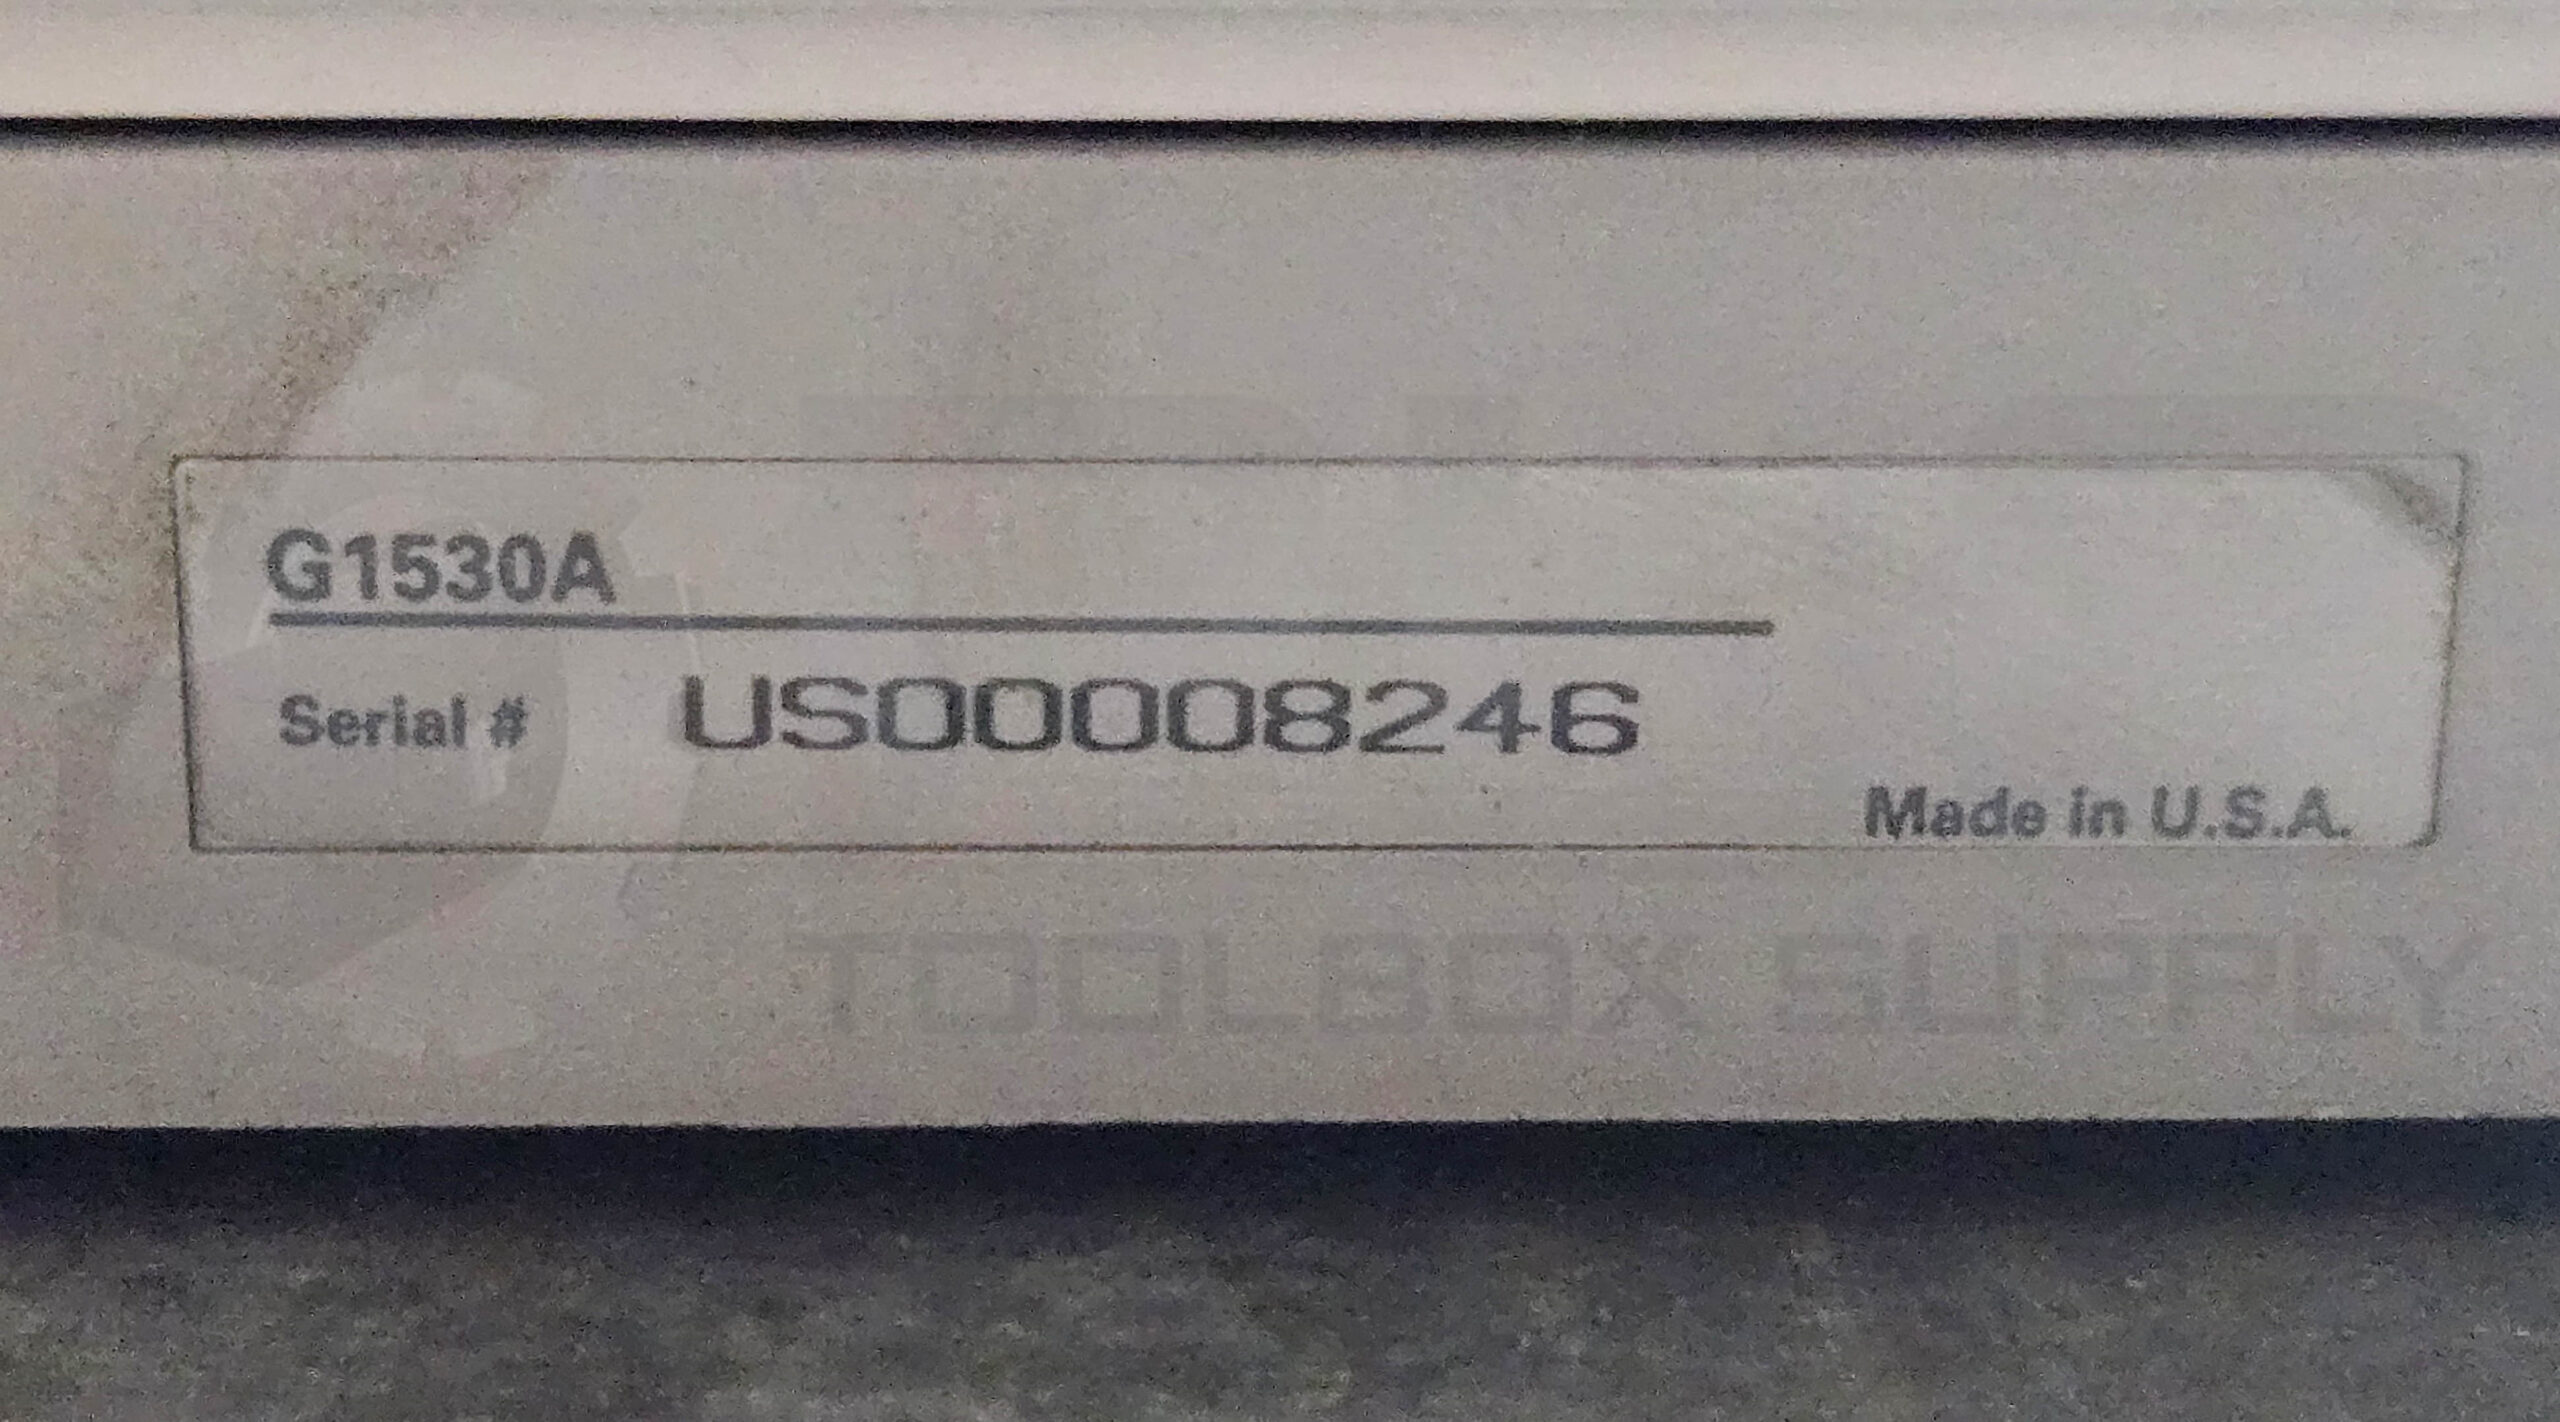 G1530A
Serial # US00008246
Made in U.S.A.
TOOLBOX SUPPLY